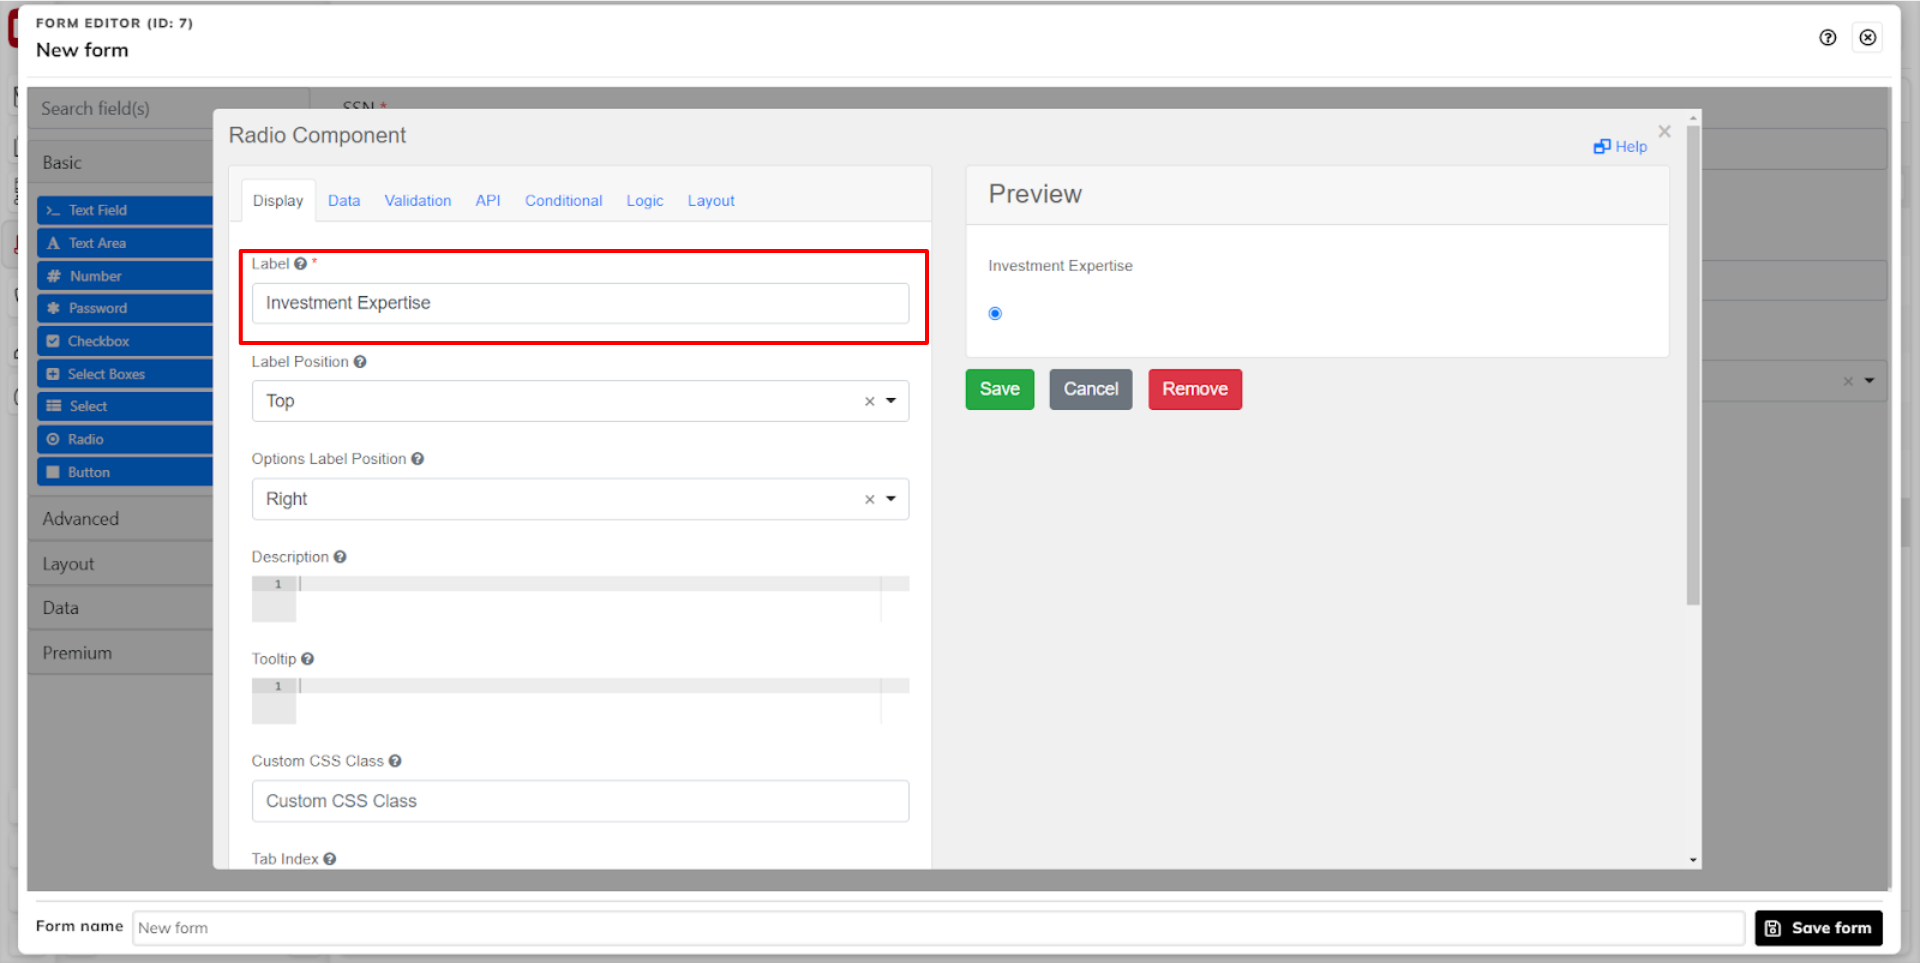 FORM EDITOR (ID: 7)
New form
Search field(s)
SSN *
Basic
Text Field
Text Area
Number
Password
Checkbox
Select Boxes
Select
Radio
Button
Advanced
Layout
Data
Premium
Radio Component
Help
Display Data Validation API Conditional Logic Layout
Label *
Investment Expertise
Label Position
Top
Options Label Position
Right
Description
1
Tooltip
1
Custom CSS Class
Custom CSS Class
Tab Index
Preview
Investment Expertise
Save Cancel Remove
Form name New form Save form